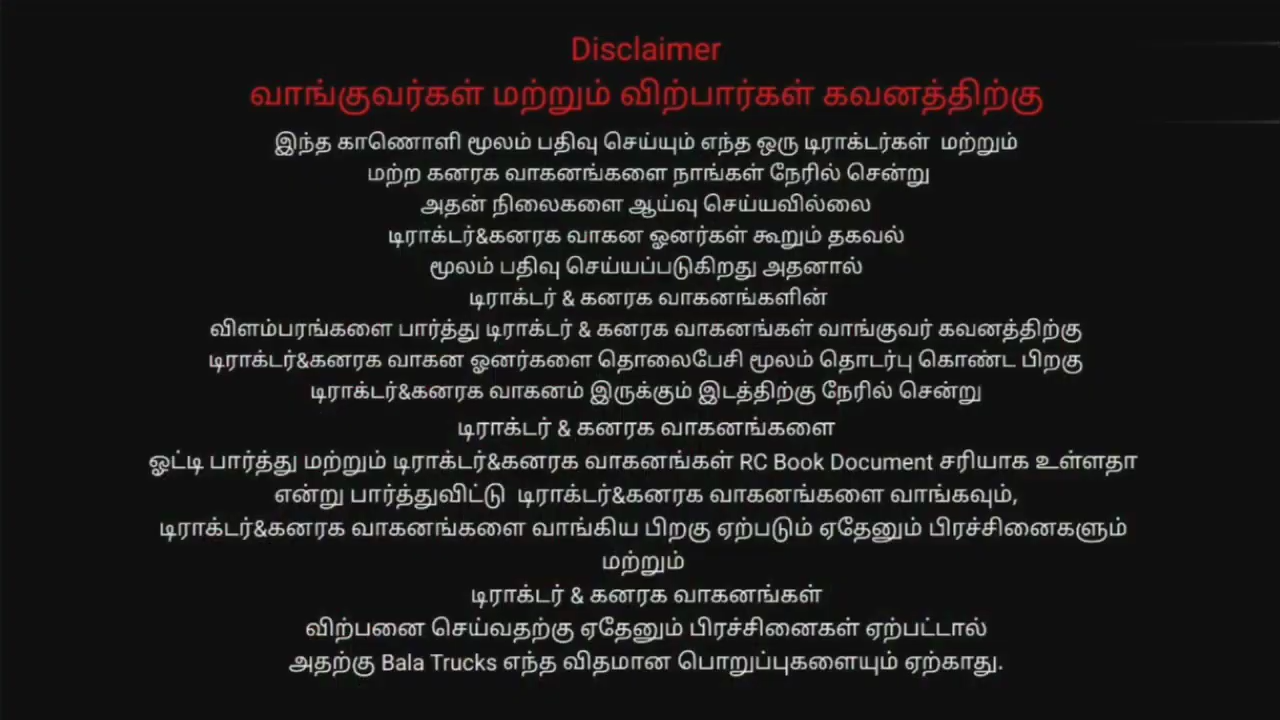 Disclaimer
வாங்குவர்கள் மற்றும் விற்பார்கள் கவனத்திற்கு
இந்த காணொளி மூலம் பதிவு செய்யும் எந்த ஒரு டிராக்டர்கள் மற்றும்
மற்ற கனரக வாகனங்களை நாங்கள் நேரில் சென்று
அதன் நிலைகளை ஆய்வு செய்யவில்லை
டிராக்டர்&கனரக வாகன ஓனர்கள் கூறும் தகவல்
மூலம் பதிவு செய்யப்படுகிறது அதனால்
டிராக்டர் & கனரக வாகனங்களின்
விளம்பரங்களை பார்த்து டிராக்டர் & கனரக வாகனங்கள் வாங்குவர் கவனத்திற்கு
டிராக்டர்&கனரக வாகன ஓனர்களை தொலைபேசி மூலம் தொடர்பு கொண்ட பிறகு
டிராக்டர்&கனரக வாகனம் இருக்கும் இடத்திற்கு நேரில் சென்று
டிராக்டர் & கனரக வாகனங்களை
ஓட்டி பார்த்து மற்றும் டிராக்டர்&கனரக வாகனங்கள் RC Book Document சரியாக உள்ளதா
என்று பார்த்துவிட்டு டிராக்டர்&கனரக வாகனங்களை வாங்கவும்,
டிராக்டர்&கனரக வாகனங்களை வாங்கிய பிறகு ஏற்படும் ஏதேனும் பிரச்சினைகளும்
மற்றும்
டிராக்டர் & கனரக வாகனங்கள்
விற்பனை செய்வதற்கு ஏதேனும் பிரச்சினைகள் ஏற்பட்டால்
அதற்கு Bala Trucks எந்த விதமான பொறுப்புகளையும் ஏற்காது.